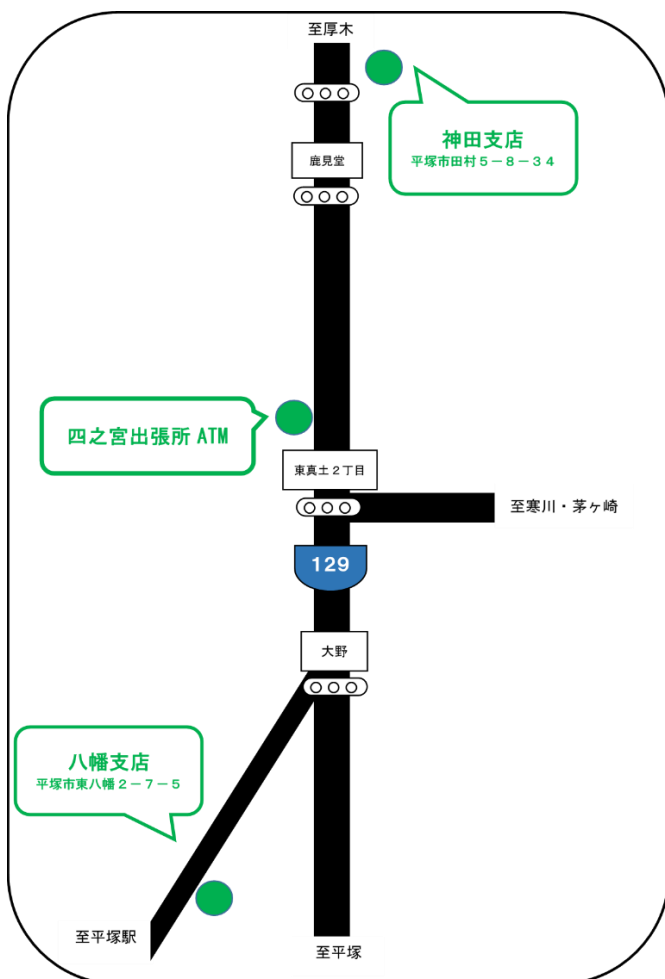 至厚木
神田支店
平塚市田村５－８－３４
鹿見堂
四之宮出張所 ATM
東真土２丁目
至寒川・茅ヶ崎
129
大野
八幡支店
平塚市東八幡２－７－５
至平塚駅
至平塚